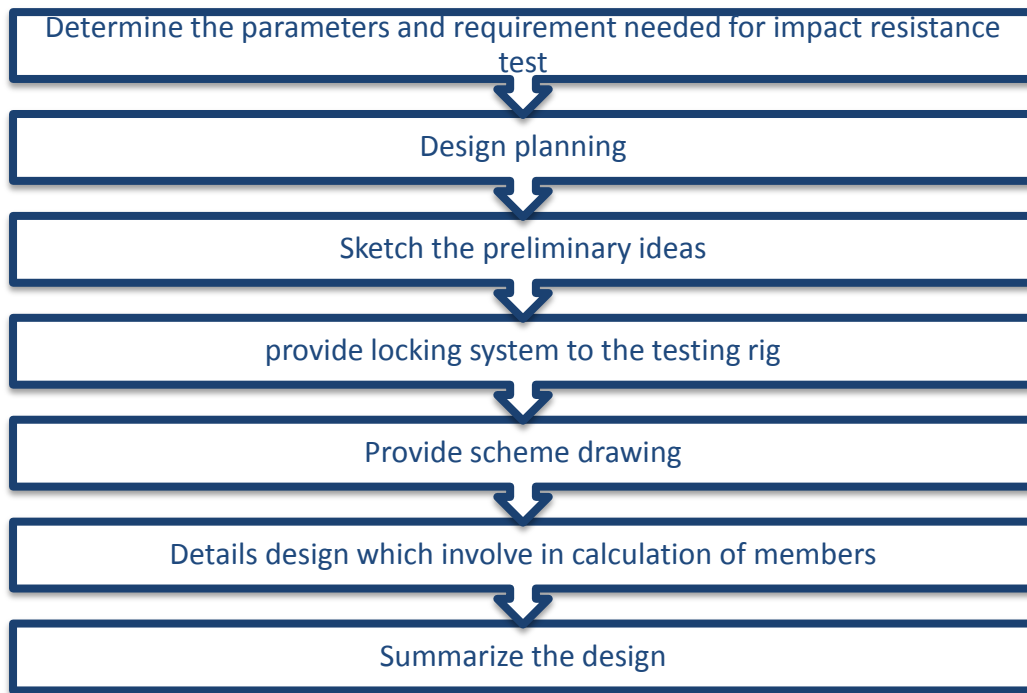 Determine the parameters and requirement needed for impact resistance
test
Design planning
Sketch the preliminary ideas
provide locking system to the testing rig
Provide scheme drawing
Details design which involve in calculation of members
Summarize the design